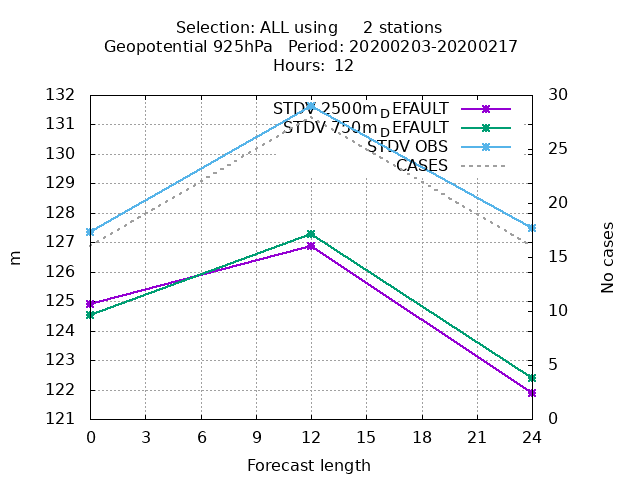 Selection: ALL using     2 stations
Geopotential 925hPa   Period: 20200203-20200217
Hours: 12
132
131
130
129
128
127
126
125
124
123
122
121
m
STDV 2500m_DEFAULT
STDV 750m_DEFAULT
STDV OBS
CASES
30
25
20
15
10
5
0
No cases
0 3 6 9 12 15 18 21 24
Forecast length